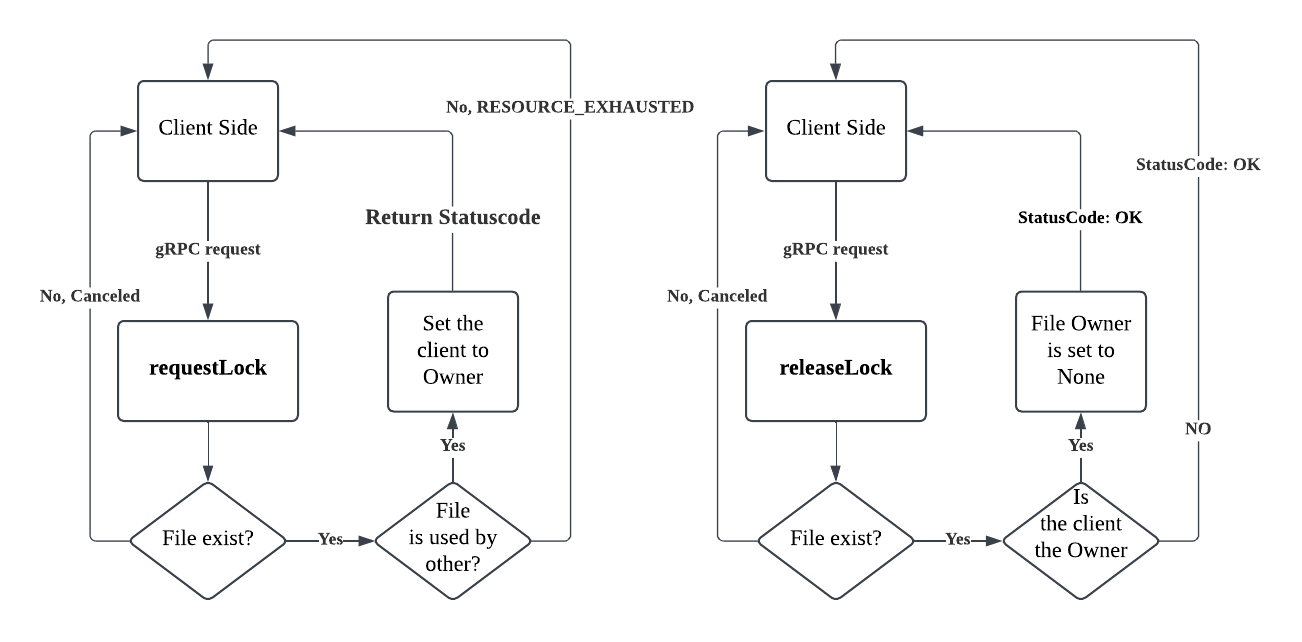 Client Side
No, RESOURCE_EXHAUSTED
Return Statuscode
gRPC request
No, Canceled
requestLock
Set the
client to
Owner
Yes
File exist?
Yes
File
is used by
other?
Client Side
StatusCode: OK
StatusCode: OK
gRPC request
No, Canceled
releaseLock
File Owner
is set to
None
NO
Yes
File exist?
Yes
Is
the client
the Owner